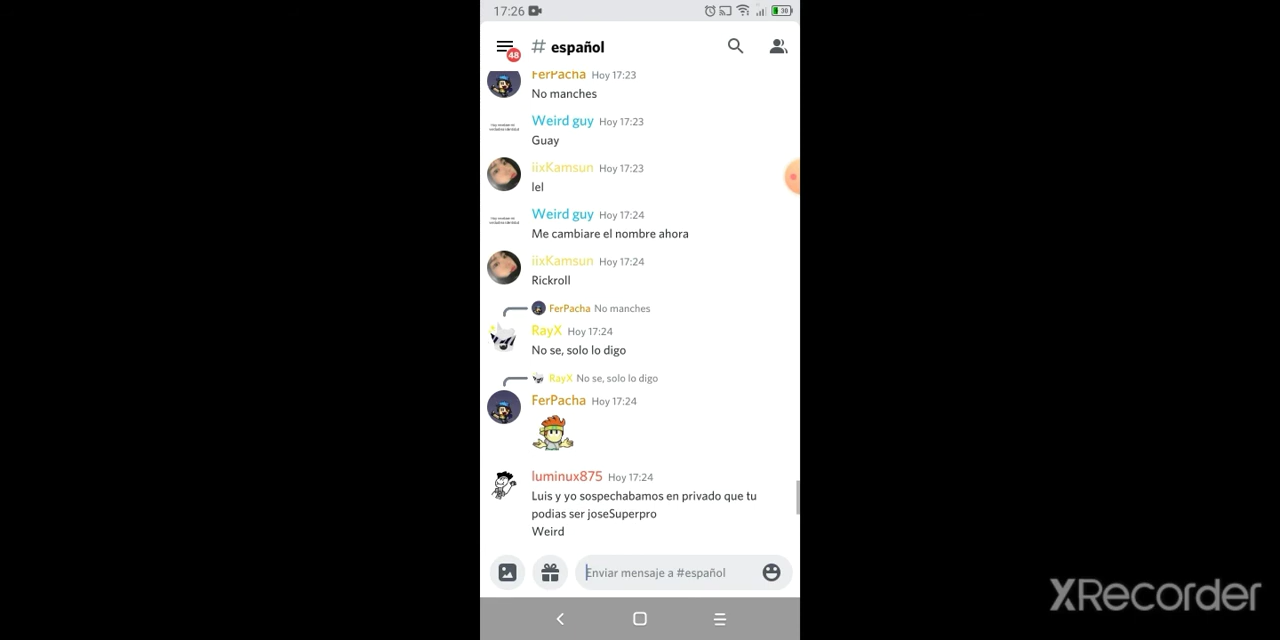 17:26
30
48
# español
FerPacha Hoy 17:23
No manches
Weird guy Hoy 17:23
Guay
iixKamsun Hoy 17:23
lel
Weird guy Hoy 17:24
Me cambiare el nombre ahora
iixKamsun Hoy 17:24
Rickroll
FerPacha No manches
RayX Hoy 17:24
No se, solo lo digo
RayX No se, solo lo digo
FerPacha Hoy 17:24
luminux875 Hoy 17:24
Luis y yo sospechabamos en privado que tu
podias ser joseSuperpro
Weird
Enviar mensaje a #español
XRecorder